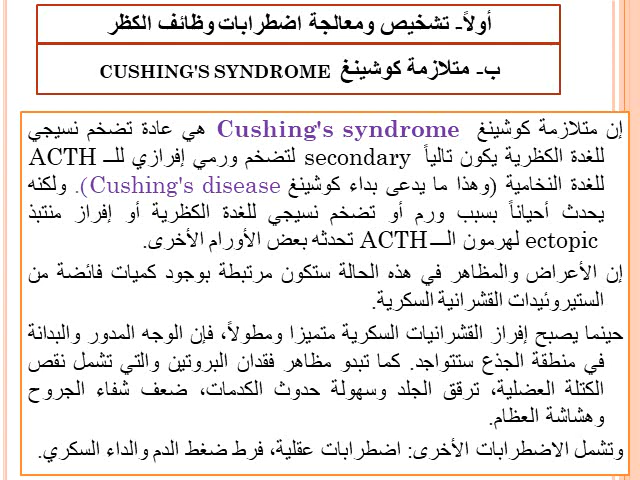 أولاً- تشخيص ومعالجة اضطرابات وظائف الكظر
ب- متلازمة كوشينغ CUSHING'S SYNDROME
إن متلازمة كوشينغ Cushing's syndrome هي عادة تضخم نسيجي
للغدة الكظرية يكون تالياً secondary لتضخم ورمي إفرازي للـ ACTH
للغدة النخامية (وهذا ما يدعى بداء كوشينغ Cushing's disease). ولكنه
يحدث أحياناً بسبب ورم أو تضخم نسيجي للغدة الكظرية أو إفراز منتبذ
ectopic لهرمون الـ ACTH تحدثه بعض الأورام الأخرى.
إن الأعراض والمظاهر في هذه الحالة ستكون مرتبطة بوجود كميات فائضة من
الستيروئيدات القشرانية السكرية.
حينما يصبح إفراز القشرانيات السكرية متميزا ومطولاً، فإن الوجه المدور والبدانة
في منطقة الجذع ستتواجد. كما تبدو مظاهر فقدان البروتين والتي تشمل نقص
الكتلة العضلية، ترقق الجلد وسهولة حدوث الكدمات، ضعف شفاء الجروح
وهشاشة العظام.
وتشمل الاضطرابات الأخرى: اضطرابات عقلية، فرط ضغط الدم والداء السكري.